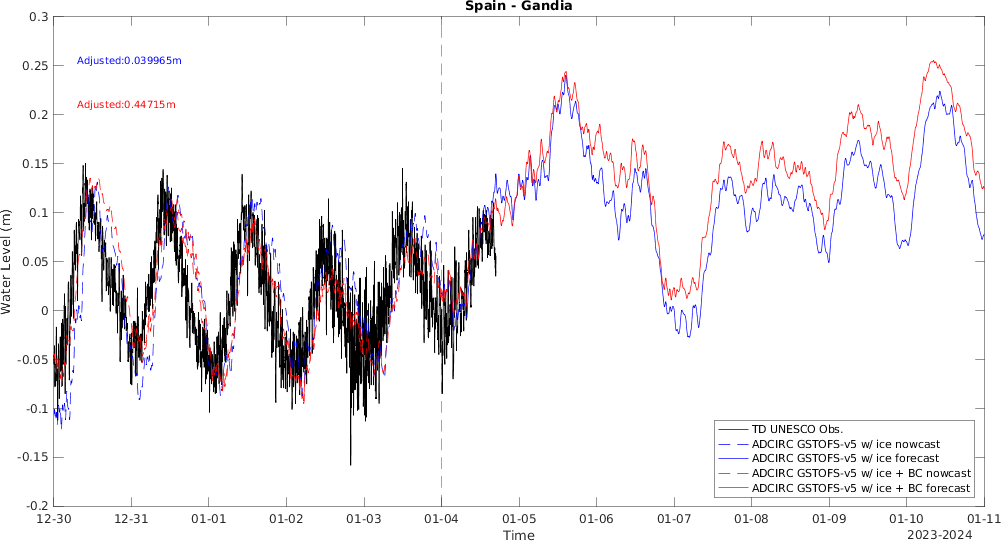 Spain - Gandia
Adjusted:0.039965m
Adjusted:0.44715m
Water Level (m)
0.3
0.25
0.2
0.15
0.1
0.05
0
-0.05
-0.1
-0.15
-0.2
12-30 12-31 01-01 01-02 01-03 01-04 01-05 01-06 01-07 01-08 01-09 01-10 01-11
Time
2023-2024
TD UNESCO Obs.
ADCIRC GSTOFS-v5 w/ ice nowcast
ADCIRC GSTOFS-v5 w/ ice forecast
ADCIRC GSTOFS-v5 w/ ice + BC nowcast
ADCIRC GSTOFS-v5 w/ ice + BC forecast